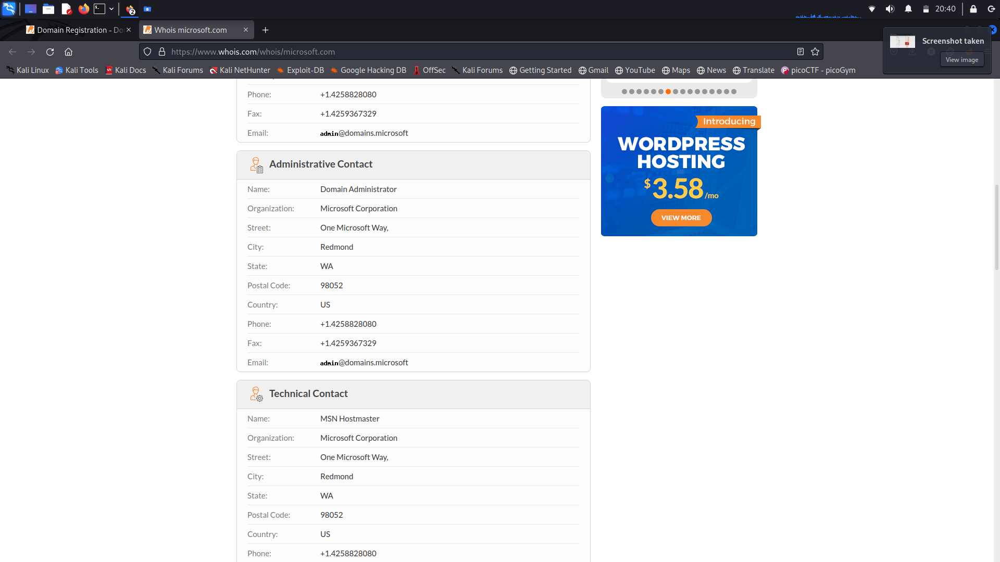 2
20:40
Domain Registration - Do
Whois microsoft.com
Screenshot taken
View image
https://www.whois.com/whois/microsoft.com
Kali Linux Kali Tools Kali Docs Kali Forums Kali NetHunter Exploit-DB Google Hacking DB OffSec Kali Forums Getting Started Gmail YouTube Maps News Translate picoCTF - picoGym
Phone: +1.4258828080
Fax: +1.4259367329
Email: admin@domains.microsoft
Administrative Contact
Name: Domain Administrator
Organization: Microsoft Corporation
Street: One Microsoft Way,
City: Redmond
State: WA
Postal Code: 98052
Country: US
Phone: +1.4258828080
Fax: +1.4259367329
Email: admin@domains.microsoft
Technical Contact
Name: MSN Hostmaster
Organization: Microsoft Corporation
Street: One Microsoft Way,
City: Redmond
State: WA
Postal Code: 98052
Country: US
Phone: +1.4258828080
Introducing
WORDPRESS
HOSTING
$3.58/mo
VIEW MORE